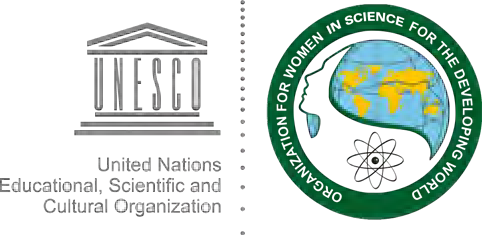 UNESCO
United Nations
Educational, Scientific and
Cultural Organization
ORGANIZATION FOR WOMEN IN SCIENCE FOR THE DEVELOPING WORLD